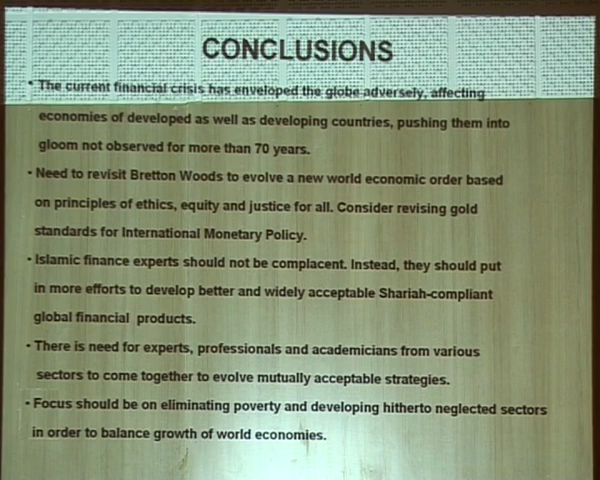 CONCLUSIONS
• The current financial crisis has enveloped the globe adversely, affecting
economies of developed as well as developing countries, pushing them into
gloom not observed for more than 70 years.
• Need to revisit Bretton Woods to evolve a new world economic order based
on principles of ethics, equity and justice for all. Consider revising gold
standards for International Monetary Policy.
• Islamic finance experts should not be complacent. Instead, they should put
in more efforts to develop better and widely acceptable Shariah-compliant
global financial products.
• There is need for experts, professionals and academicians from various
sectors to come together to evolve mutually acceptable strategies.
• Focus should be on eliminating poverty and developing hitherto neglected sectors
in order to balance growth of world economies.